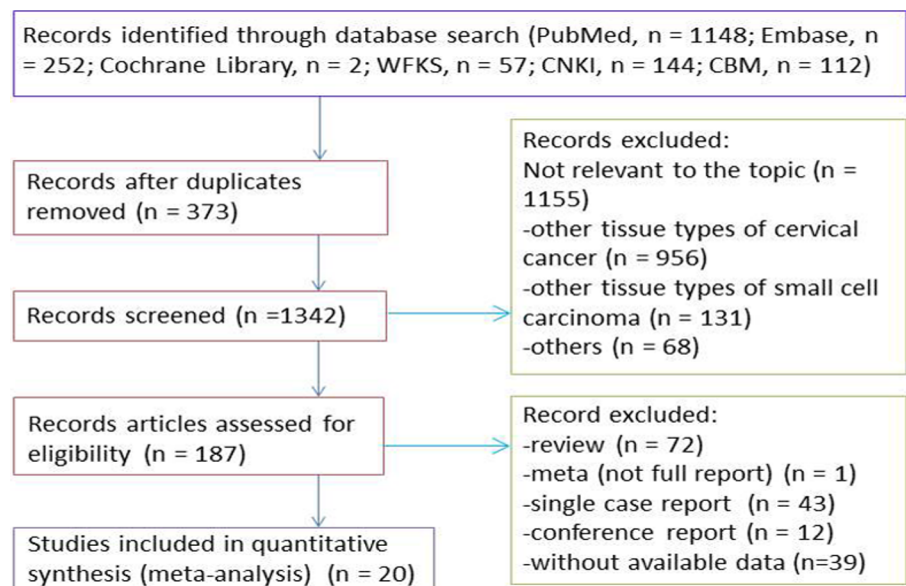 Records identified through database search (PubMed, n = 1148; Embase, n
= 252; Cochrane Library, n = 2; WFKS, n = 57; CNKI, n = 144; CBM, n = 112)
Records after duplicates
removed (n = 373)
Records screened (n =1342)
Records excluded:
Not relevant to the topic (n =
1155)
-other tissue types of cervical
cancer (n = 956)
-other tissue types of small cell
carcinoma (n = 131)
-others (n = 68)
Records articles assessed for
eligibility (n = 187)
Record excluded:
-review (n = 72)
-meta (not full report) (n = 1)
-single case report (n = 43)
-conference report (n = 12)
-without available data (n=39)
Studies included in quantitative
synthesis (meta-analysis) (n = 20)